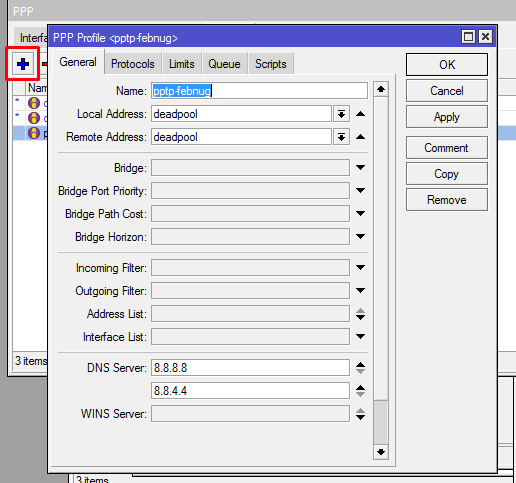 PPP
PPP Profile <pptp-febnug>
Interfa
General Protocols Limits Queue Scripts
Name: pptp-febnug
Local Address: deadpool
Remote Address: deadpool
Bridge:
Bridge Port Priority:
Bridge Path Cost:
Bridge Horizon:
Incoming Filter:
Outgoing Filter:
Address List:
Interface List:
DNS Server: 8.8.8.8
8.8.4.4
WINS Server:
OK
Cancel
Apply
Comment
Copy
Remove
Na
* d
* d
p
3 items
3 items